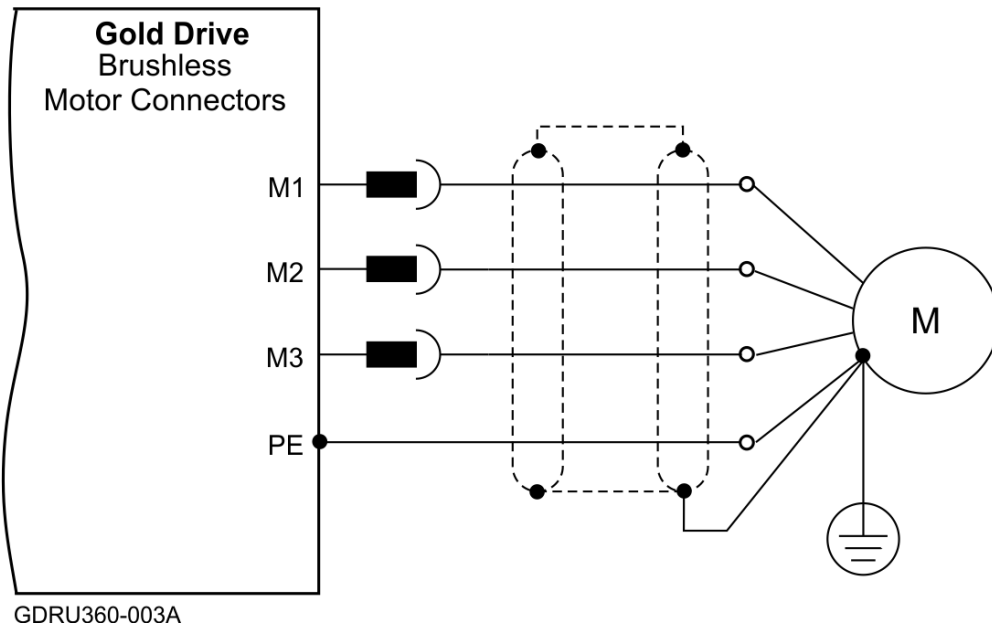 Gold Drive
Brushless
Motor Connectors
M1
M2
M3
PE
M
GDRU360-003A